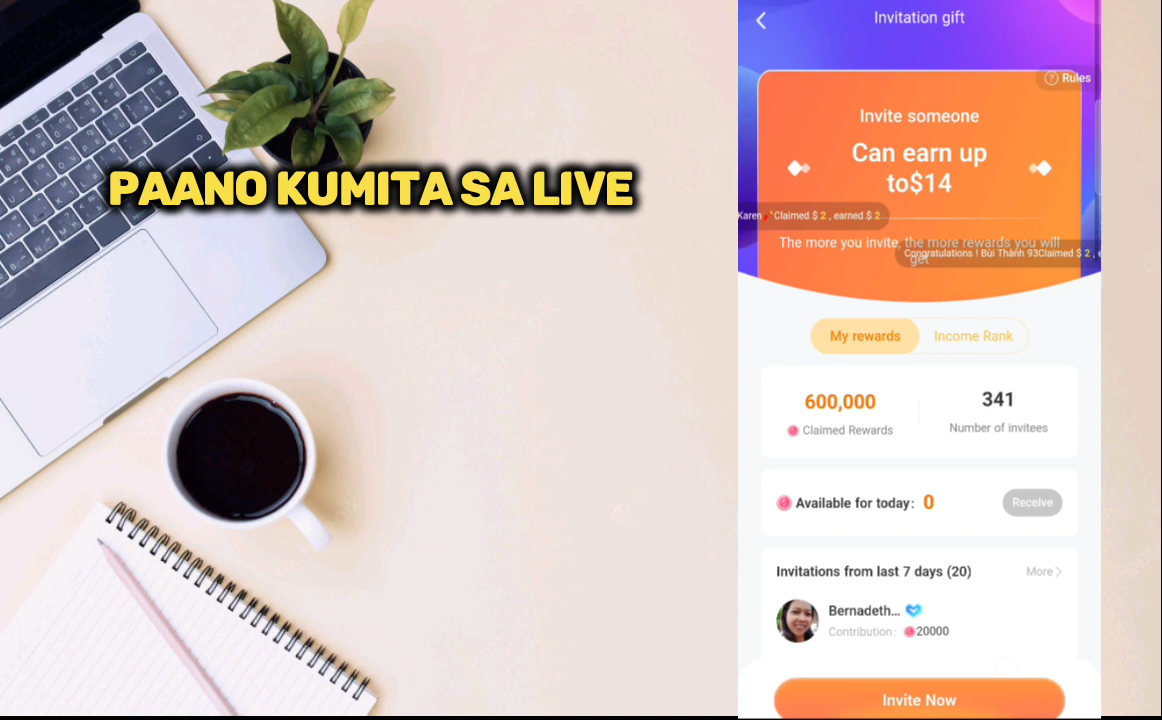 PAANO KUMITA SA LIVE
Invitation gift
Rules
Invite someone
Can earn up
to$14
Karen Claimed $ 2 , earned $ 2
The more you invite, the more rewards you will
get
Congratulations ! Bùi Thành 93Claimed $ 2 ,
My rewards
Income Rank
600,000
Claimed Rewards
341
Number of invitees
Available for today: 0
Receive
Invitations from last 7 days (20)
More
Bernadeth...
Contribution: 20000
Invite Now